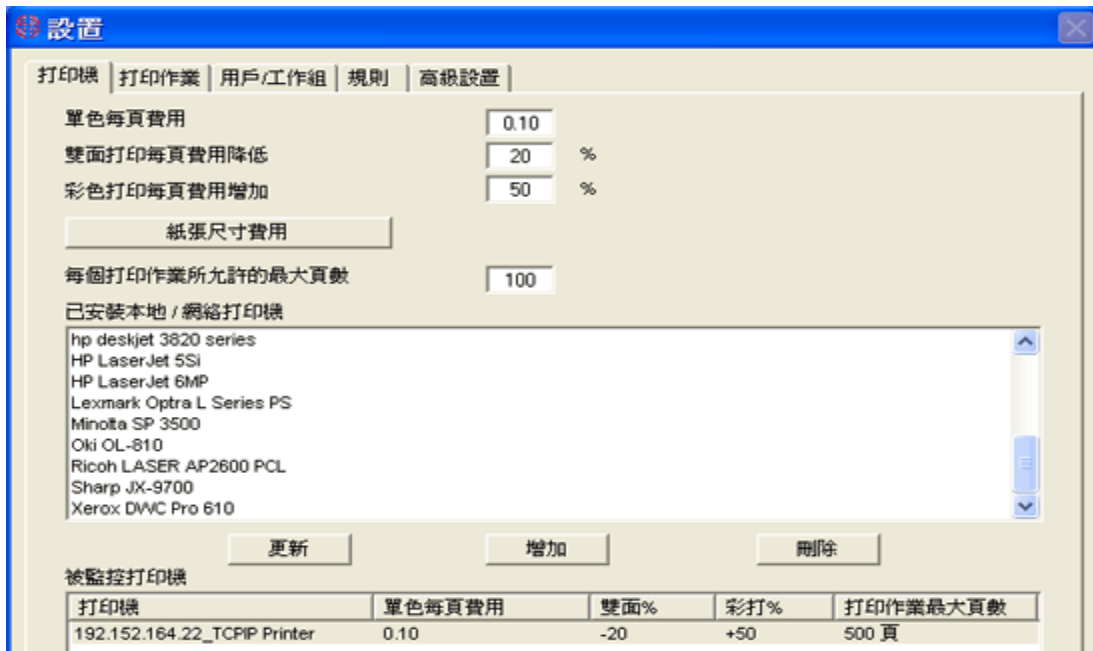 設置
打印機 打印作業 用戶/工作組 規則 高級設置
單色每頁費用 0.10
雙面打印每頁費用降低 20 %
彩色打印每頁費用增加 50 %
紙張尺寸費用
每個打印作業所允許的最大頁數 100
已安裝本地 / 網絡打印機
hp deskjet 3820 series
HP LaserJet 5Si
HP LaserJet 6MP
Lexmark Optra L Series PS
Minolta SP 3500
Oki OL-810
Ricoh LASER AP2600 PCL
Sharp JX-9700
Xerox DWC Pro 610
更新 增加 刪除
被監控打印機
打印機 單色每頁費用 雙面% 彩打% 打印作業最大頁數
192.152.164.22_TCPIP Printer 0.10 -20 +50 500 頁